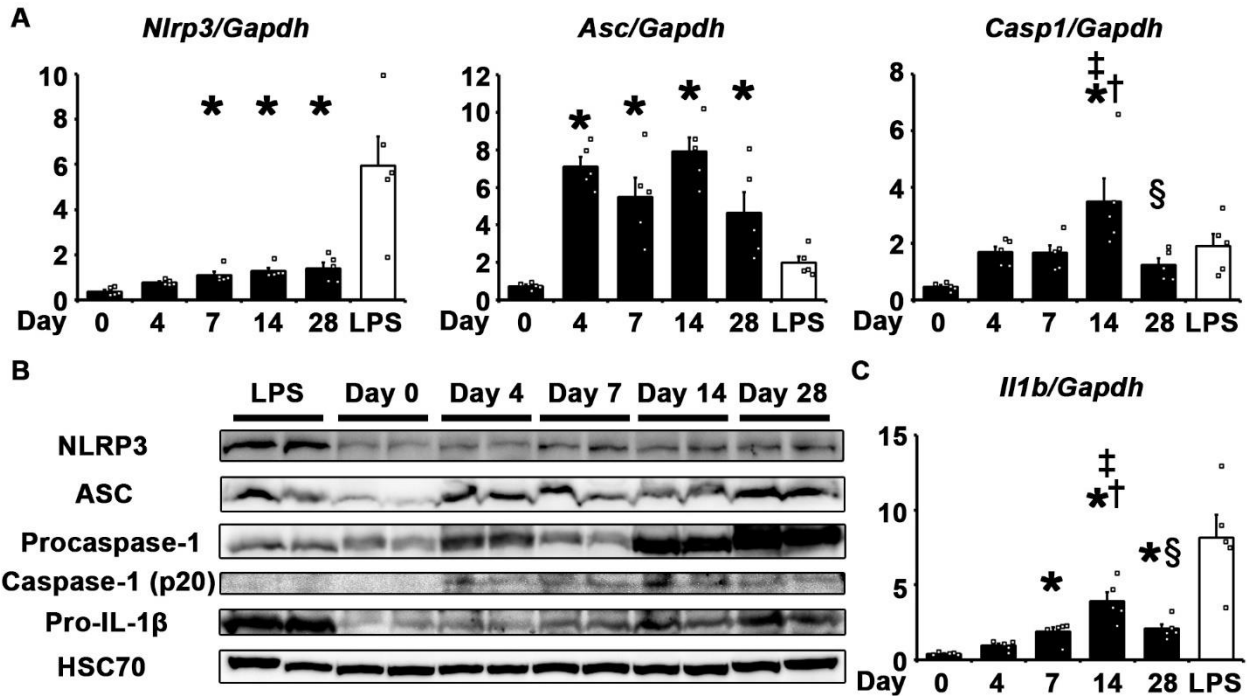 A
Nlrp3/Gapdh
10
8
6
4
2
0
* * *
Day 0 4 7 14 28 LPS
Asc/Gapdh
12
10
8
6
4
2
0
* * * *
Day 0 4 7 14 28 LPS
Casp1/Gapdh
8
6
4
2
0
‡
*†
§
Day 0 4 7 14 28 LPS
B
LPS Day 0 Day 4 Day 7 Day 14 Day 28
NLRP3
ASC
Procaspase-1
Caspase-1 (p20)
Pro-IL-1β
HSC70
C
Il1b/Gapdh
15
10
5
0
‡
*†
*
*§
Day 0 4 7 14 28 LPS